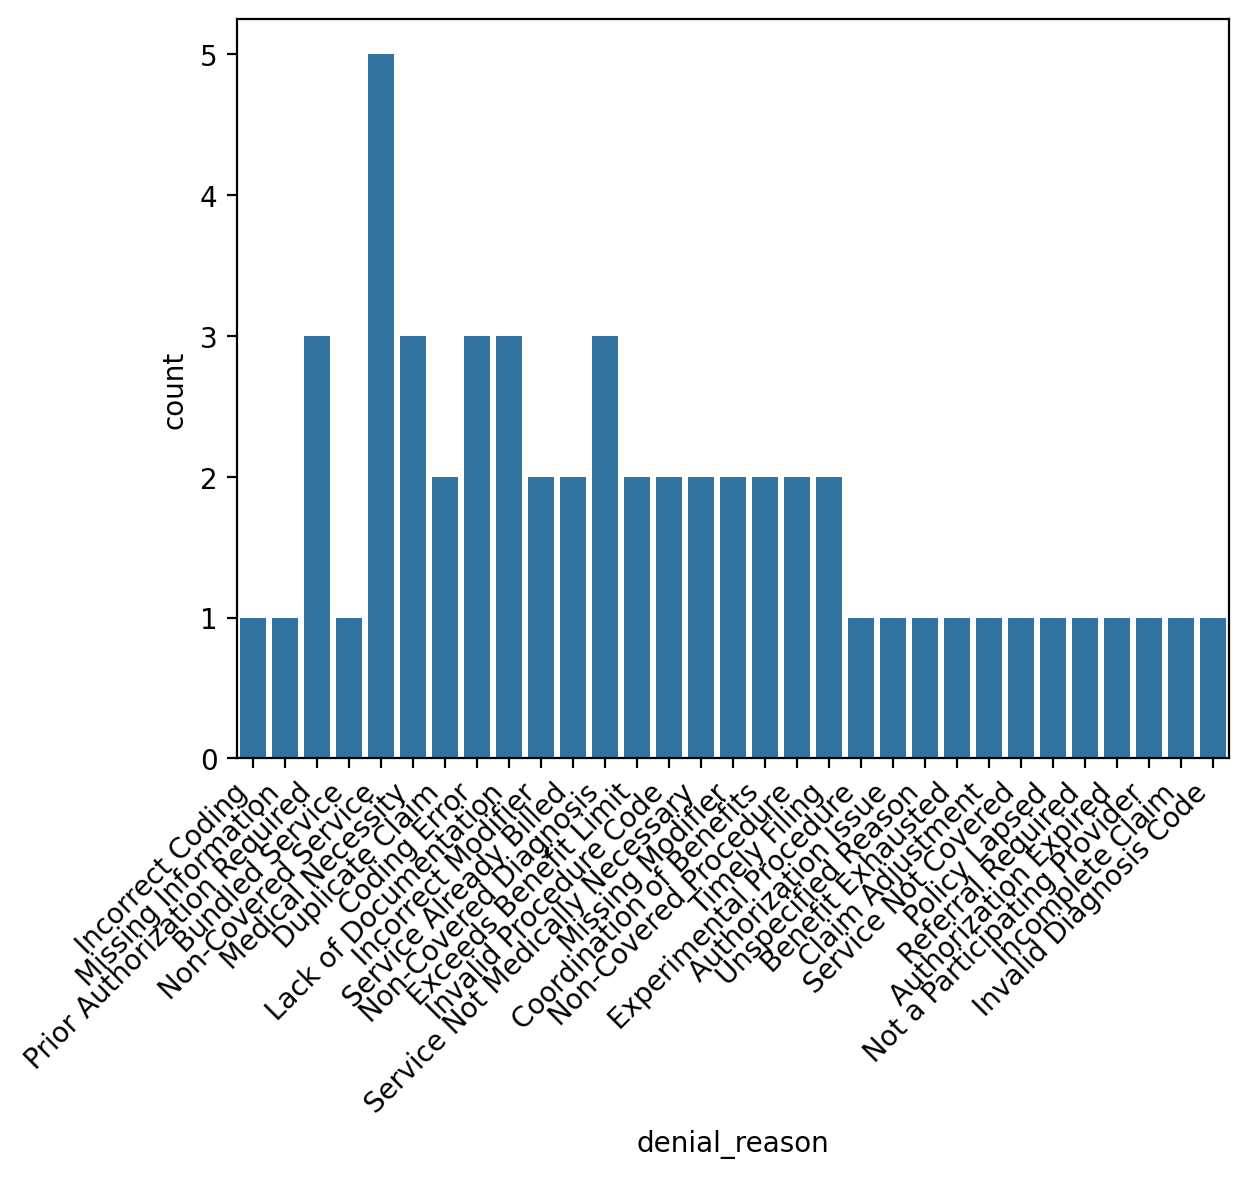 5
4
3
2
1
0
count
Incorrect Coding
Missing Information
Prior Authorization Required
Bundled Service
Non-Covered Service
Medical Necessity
Duplicate Claim
Coding Error
Lack of Documentation
Incorrect Modifier
Service Already Billed
Non-Covered Diagnosis
Exceeds Benefit Limit
Invalid Procedure Code
Service Not Medically Necessary
Missing Modifier
Coordination of Benefits
Non-Covered Procedure
Timely Filing
Experimental Procedure
Authorization Issue
Unspecified Reason
Benefit Exhausted
Claim Adjustment
Service Not Covered
Policy Lapsed
Referral Required
Authorization Expired
Not a Participating Provider
Incomplete Claim
Invalid Diagnosis Code
denial_reason